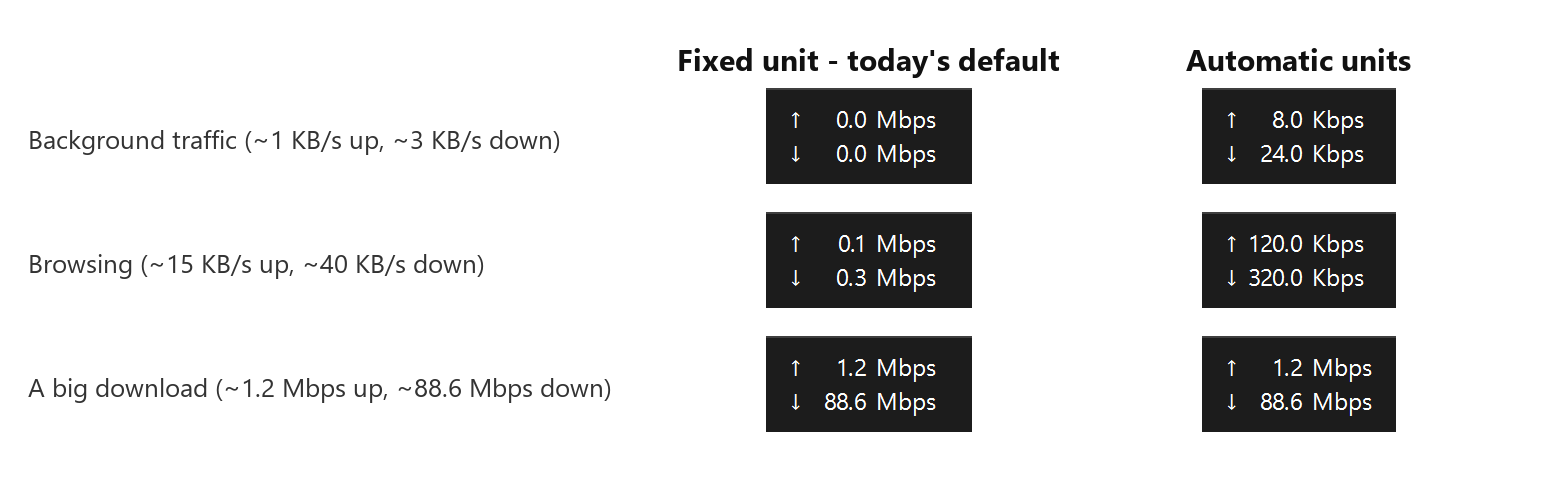 Fixed unit - today's default Automatic units
Background traffic (~1 KB/s up, ~3 KB/s down)
↑ 0.0 Mbps
↓ 0.0 Mbps
↑ 8.0 Kbps
↓ 24.0 Kbps
Browsing (~15 KB/s up, ~40 KB/s down)
↑ 0.1 Mbps
↓ 0.3 Mbps
↑ 120.0 Kbps
↓ 320.0 Kbps
A big download (~1.2 Mbps up, ~88.6 Mbps down)
↑ 1.2 Mbps
↓ 88.6 Mbps
↑ 1.2 Mbps
↓ 88.6 Mbps